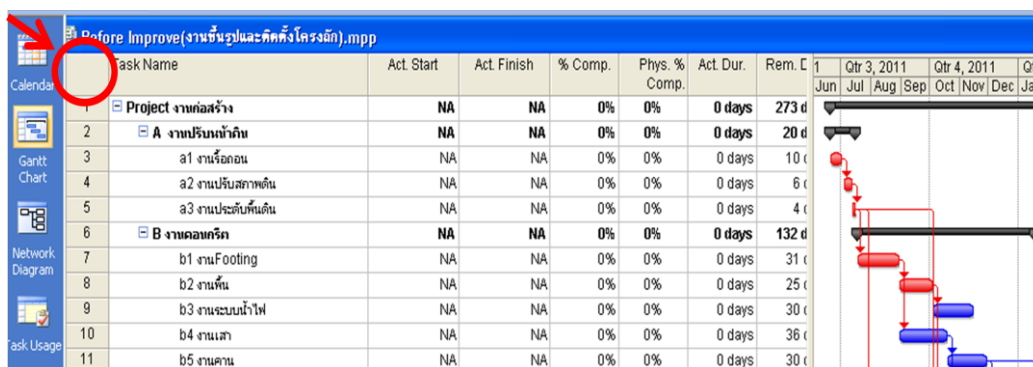 Before Improve(งานขึ้นรูปและติดตั้งโครงผัก).mpp
Calendar
Gantt Chart
Network Diagram
Task Usage
Task Name Act. Start Act. Finish % Comp. Phys. % Comp. Act. Dur. Rem. D 1 Qtr 3, 2011 Qtr 4, 2011 Q
Jun Jul Aug Sep Oct Nov Dec Ja
1 Project งานก่อสร้าง NA NA 0% 0% 0 days 273 d
2 A งานปรับหน้าดิน NA NA 0% 0% 0 days 20 d
3 a1 งานรื้อถอน NA NA 0% 0% 0 days 10 d
4 a2 งานปรับสภาพดิน NA NA 0% 0% 0 days 6 d
5 a3 งานประดับพื้นดิน NA NA 0% 0% 0 days 4 d
6 B งานคอนกรีต NA NA 0% 0% 0 days 132 d
7 b1 งานFooting NA NA 0% 0% 0 days 31 d
8 b2 งานพื้น NA NA 0% 0% 0 days 25 d
9 b3 งานระบบน้ำไฟ NA NA 0% 0% 0 days 30 d
10 b4 งานเสา NA NA 0% 0% 0 days 36 d
11 b5 งานคาน NA NA 0% 0% 0 days 30 d